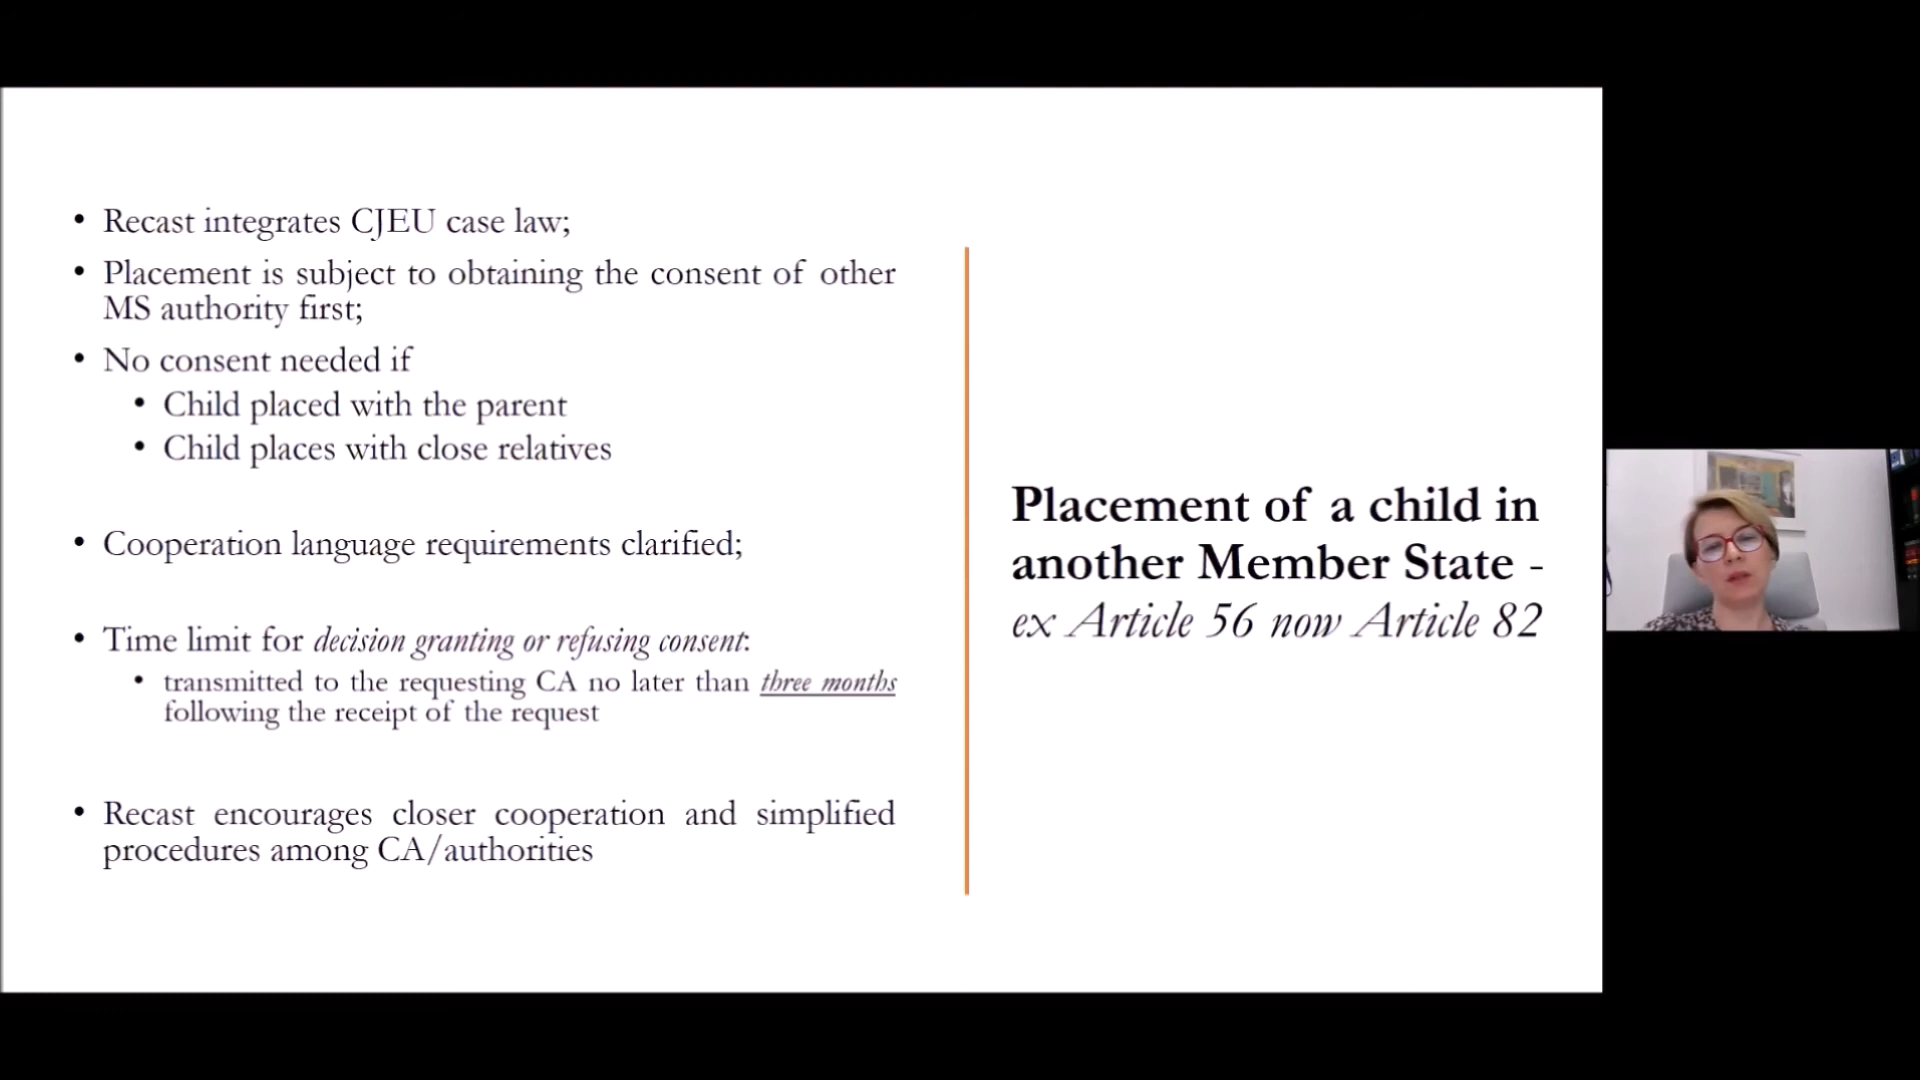 • Recast integrates CJEU case law;
• Placement is subject to obtaining the consent of other
MS authority first;
• No consent needed if
• Child placed with the parent
• Child places with close relatives
• Cooperation language requirements clarified;
• Time limit for decision granting or refusing consent:
• transmitted to the requesting CA no later than three months
following the receipt of the request
• Recast encourages closer cooperation and simplified
procedures among CA/authorities
Placement of a child in
another Member State -
ex Article 56 now Article 82